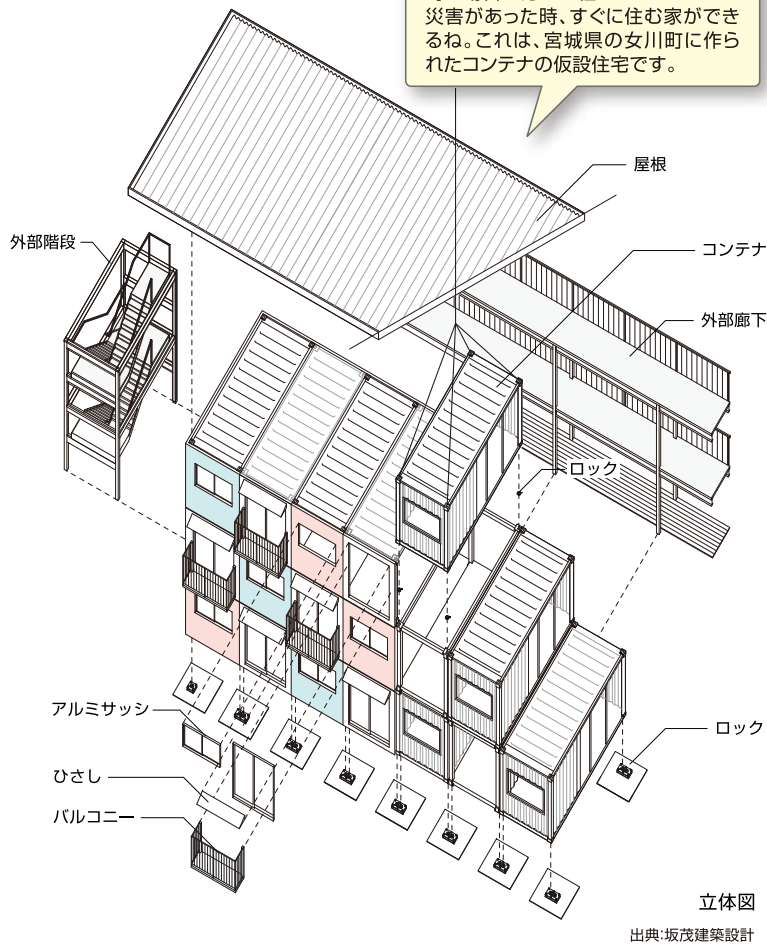 災害があった時、すぐに住む家ができ
るね。これは、宮城県の女川町に作ら
れたコンテナの仮設住宅です。
屋根
外部階段
コンテナ
外部廊下
ロック
アルミサッシ
ロック
ひさし
バルコニー
立体図
出典:坂茂建築設計